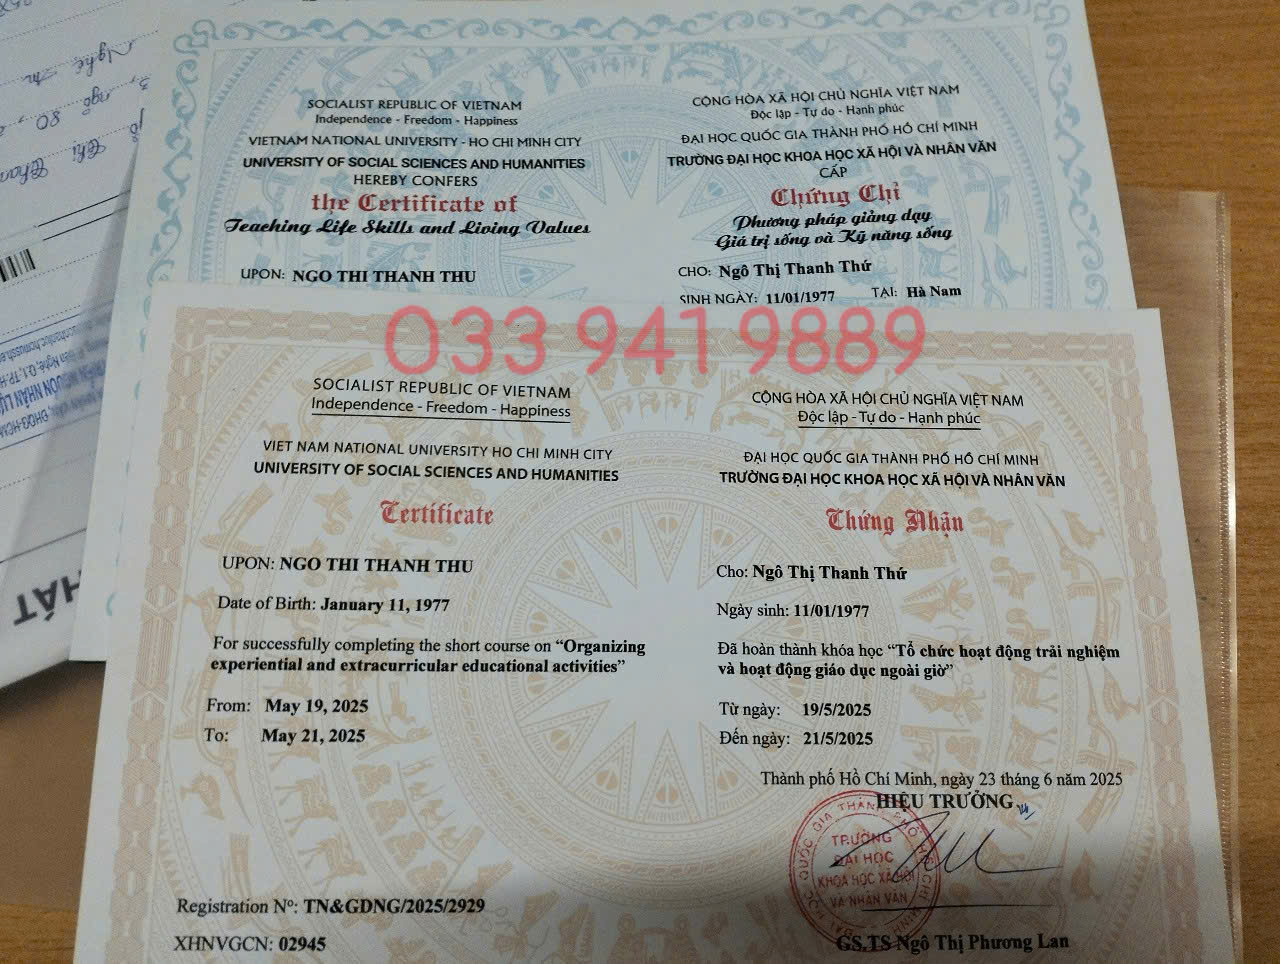 Nghệ An
SOCIALIST REPUBLIC OF VIETNAM
Independence - Freedom - Happiness
VIETNAM NATIONAL UNIVERSITY - HO CHI MINH CITY
UNIVERSITY OF SOCIAL SCIENCES AND HUMANITIES
HEREBY CONFERS
the Certificate of
Teaching Life Skills and Living Values
UPON: NGO THI THANH THU
CỘNG HÒA XÃ HỘI CHỦ NGHĨA VIỆT NAM
Độc lập - Tự do - Hạnh phúc
ĐẠI HỌC QUỐC GIA THÀNH PHỐ HỒ CHÍ MINH
TRƯỜNG ĐẠI HỌC KHOA HỌC XÃ HỘI VÀ NHÂN VĂN
CẤP
Chứng Chỉ
Phương pháp giảng dạy
Giá trị sống và Kỹ năng sống
CHO: Ngô Thị Thanh Thứ
SINH NGÀY: 11/01/1977 TẠI: Hà Nam
033 941 9889
SOCIALIST REPUBLIC OF VIETNAM
Independence - Freedom - Happiness
VIET NAM NATIONAL UNIVERSITY HO CHI MINH CITY
UNIVERSITY OF SOCIAL SCIENCES AND HUMANITIES
Certificate
UPON: NGO THI THANH THU
Date of Birth: January 11, 1977
For successfully completing the short course on “Organizing
experiential and extracurricular educational activities”
From: May 19, 2025
To: May 21, 2025
Registration Nº: TN&GDNG/2025/2929
XHNVGCN: 02945
CỘNG HÒA XÃ HỘI CHỦ NGHĨA VIỆT NAM
Độc lập - Tự do - Hạnh phúc
ĐẠI HỌC QUỐC GIA THÀNH PHỐ HỒ CHÍ MINH
TRƯỜNG ĐẠI HỌC KHOA HỌC XÃ HỘI VÀ NHÂN VĂN
Chứng Nhận
Cho: Ngô Thị Thanh Thứ
Ngày sinh: 11/01/1977
Đã hoàn thành khóa học “Tổ chức hoạt động trải nghiệm
và hoạt động giáo dục ngoài giờ”
Từ ngày: 19/5/2025
Đến ngày: 21/5/2025
Thành phố Hồ Chí Minh, ngày 23 tháng 6 năm 2025
HIỆU TRƯỞNG
TRƯỜNG
ĐẠI HỌC
KHOA HỌC XÃ HỘI
VÀ NHÂN VĂN
GS.TS Ngô Thị Phương Lan